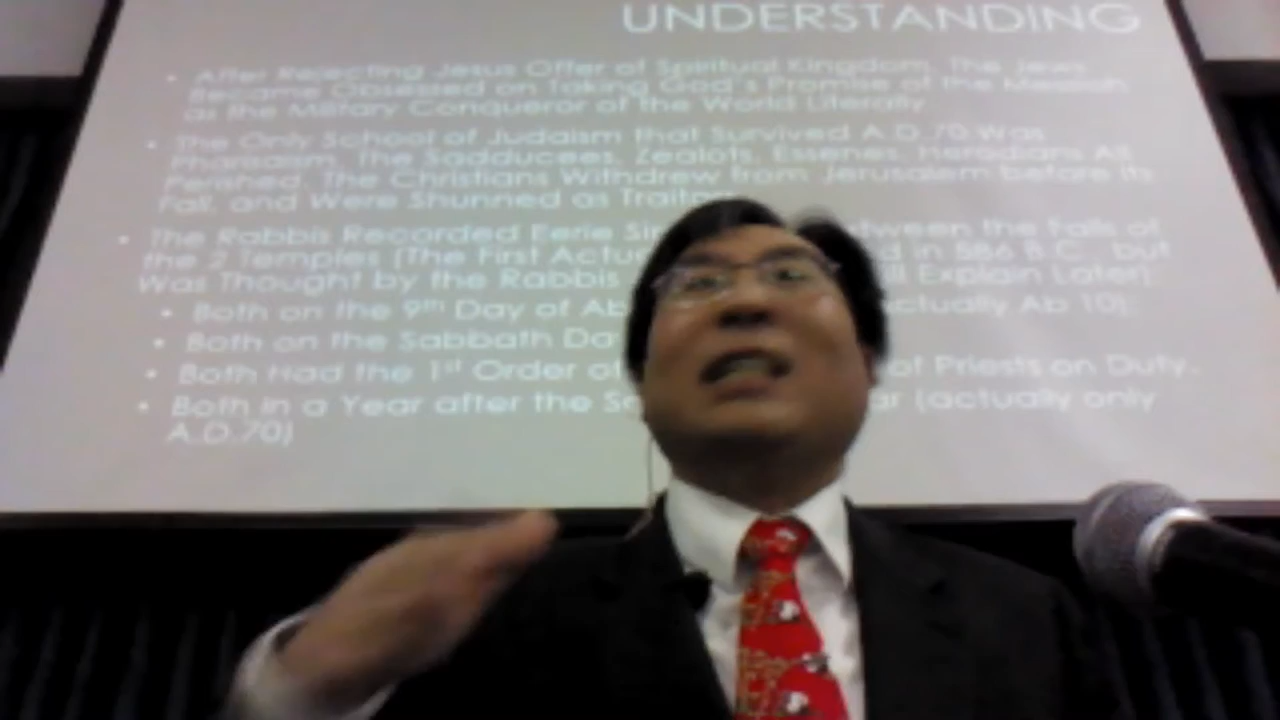 UNDERSTANDING
• After Rejecting Jesus Offer of Spiritual Kingdom, The Jews
Became Obsessed on Taking God's Promise of the Messiah
as the Military Conqueror of the World Literally
• The Only School of Judaism that Survived A.D.70 Was
Pharisaism, The Sadducees, Zealots, Essenes, Herodians All
Perished. The Christians Withdrew from Jerusalem before its
Fall, and Were Shunned as Traitors
• The Rabbis Recorded Eerie between the Falls of
the 2 Temples (The First in 586 B.C., but
Was Thought by the Rabbis Explain Later):
• Both on the 9th Day of Ab actually Ab 10);
• Both on the Sabbath
• Both Had the 1st Order of of Priests on Duty.
• Both in a Year after the (actually only
A.D.70)